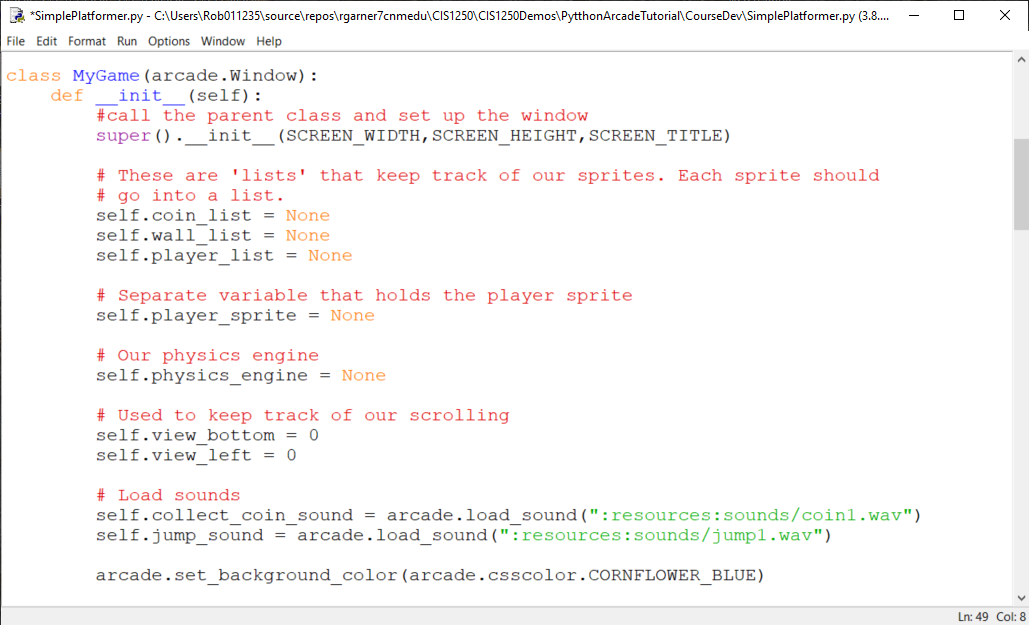 *SimplePlatformer.py - C:\Users\Rob011235\source\repos\rgarner7cnmedu\CIS1250\CIS1250Demos\PytthonArcadeTutorial\CourseDev\SimplePlatformer.py (3.8....
File Edit Format Run Options Window Help
class MyGame(arcade.Window):
    def __init__(self):
        #call the parent class and set up the window
        super().__init__(SCREEN_WIDTH,SCREEN_HEIGHT,SCREEN_TITLE)
        # These are 'lists' that keep track of our sprites. Each sprite should
        # go into a list.
        self.coin_list = None
        self.wall_list = None
        self.player_list = None
        # Separate variable that holds the player sprite
        self.player_sprite = None
        # Our physics engine
        self.physics_engine = None
        # Used to keep track of our scrolling
        self.view_bottom = 0
        self.view_left = 0
        # Load sounds
        self.collect_coin_sound = arcade.load_sound(":resources:sounds/coin1.wav")
        self.jump_sound = arcade.load_sound(":resources:sounds/jump1.wav")
        arcade.set_background_color(arcade.csscolor.CORNFLOWER_BLUE)
Ln: 49 Col: 8